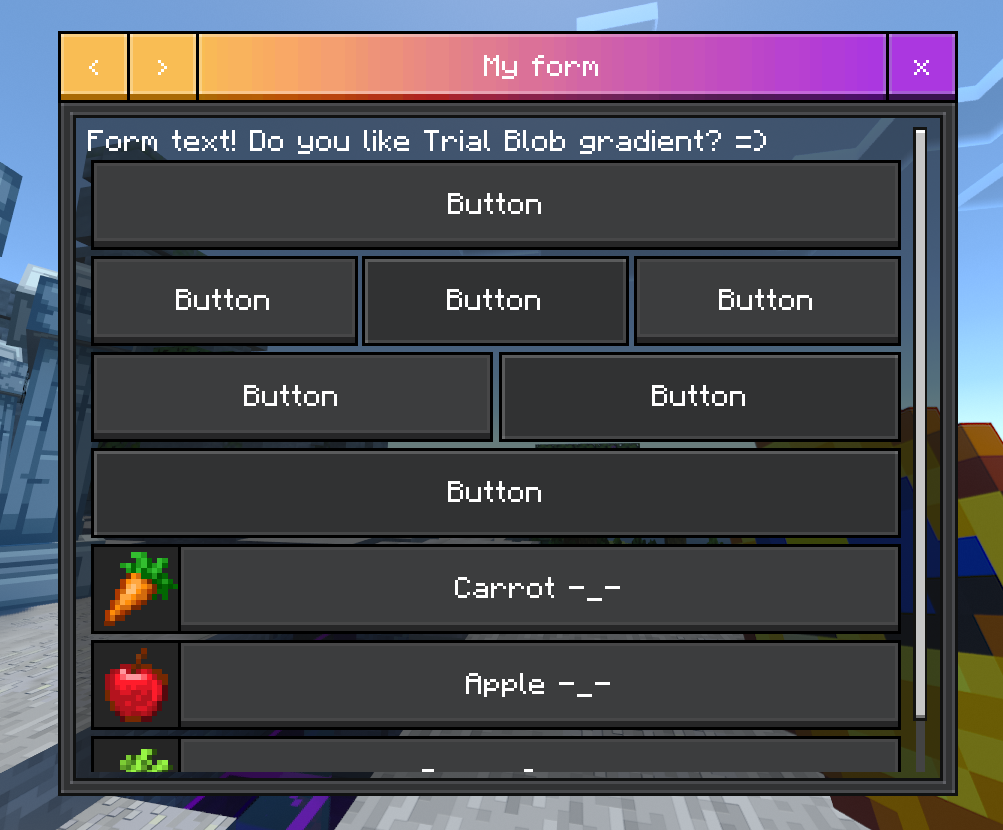 < > My form x
Form text! Do you like Trial Blob gradient? =)
Button
Button Button Button
Button Button
Button
Carrot -_-
Apple -_-